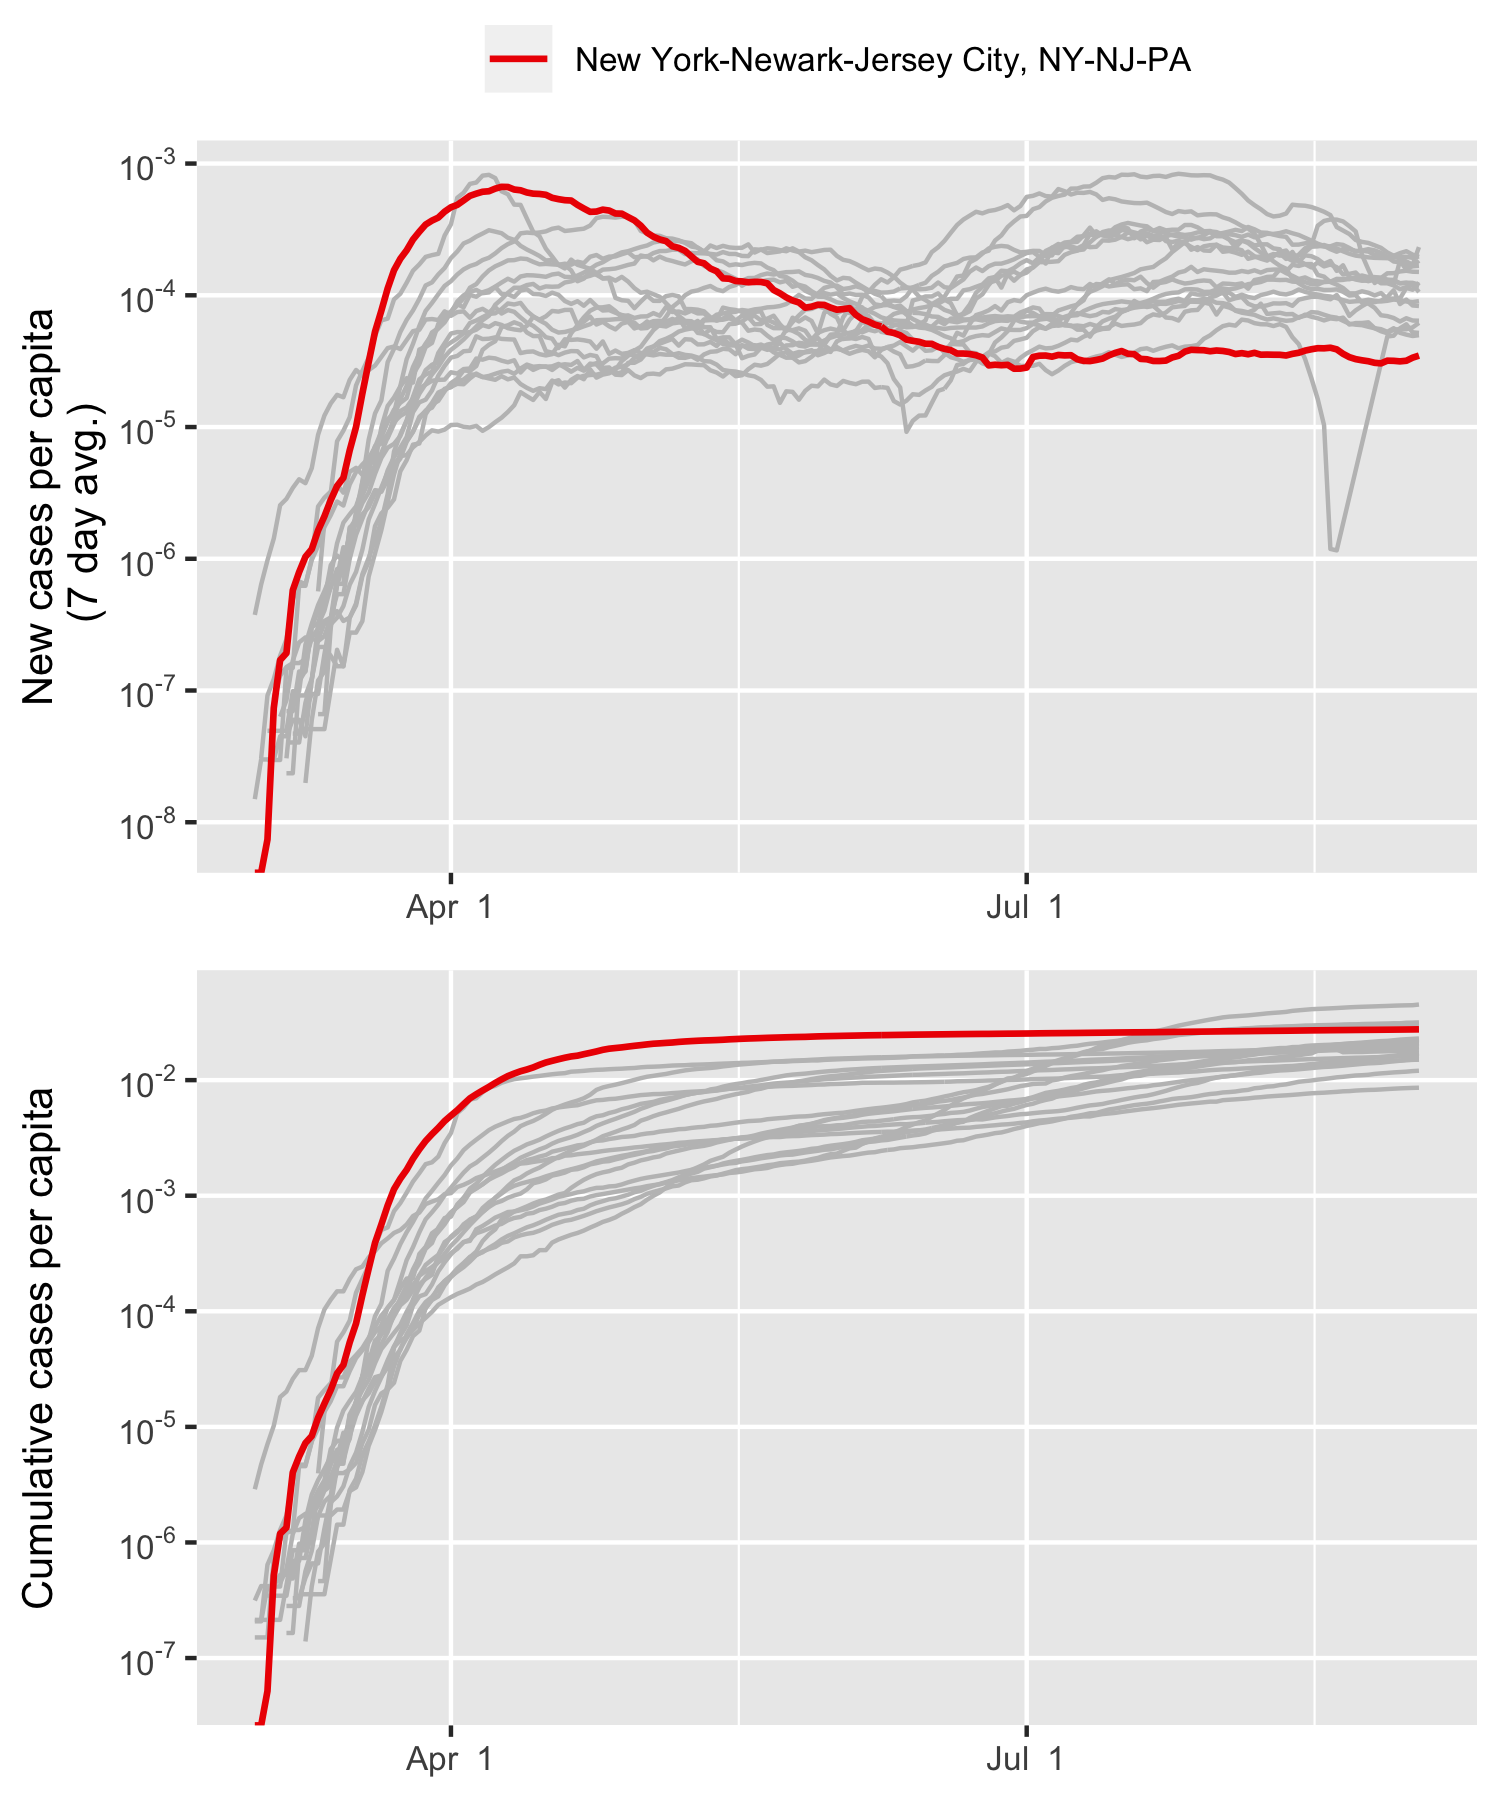 New York-Newark-Jersey City, NY-NJ-PA
New cases per capita
(7 day avg.)
10⁻³
10⁻⁴
10⁻⁵
10⁻⁶
10⁻⁷
10⁻⁸
Apr 1
Jul 1
Cumulative cases per capita
10⁻²
10⁻³
10⁻⁴
10⁻⁵
10⁻⁶
10⁻⁷
Apr 1
Jul 1